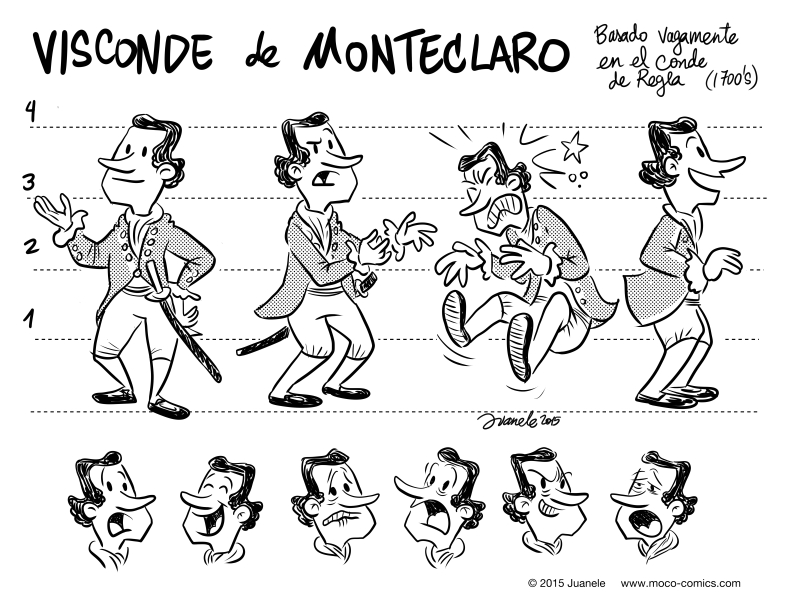 VISCONDE de MONTECLARO
Basado Vagamente
en el Conde
de Regla (1700's)
4
3
2
1
Juanele 2015
© 2015 Juanele www.moco-comics.com